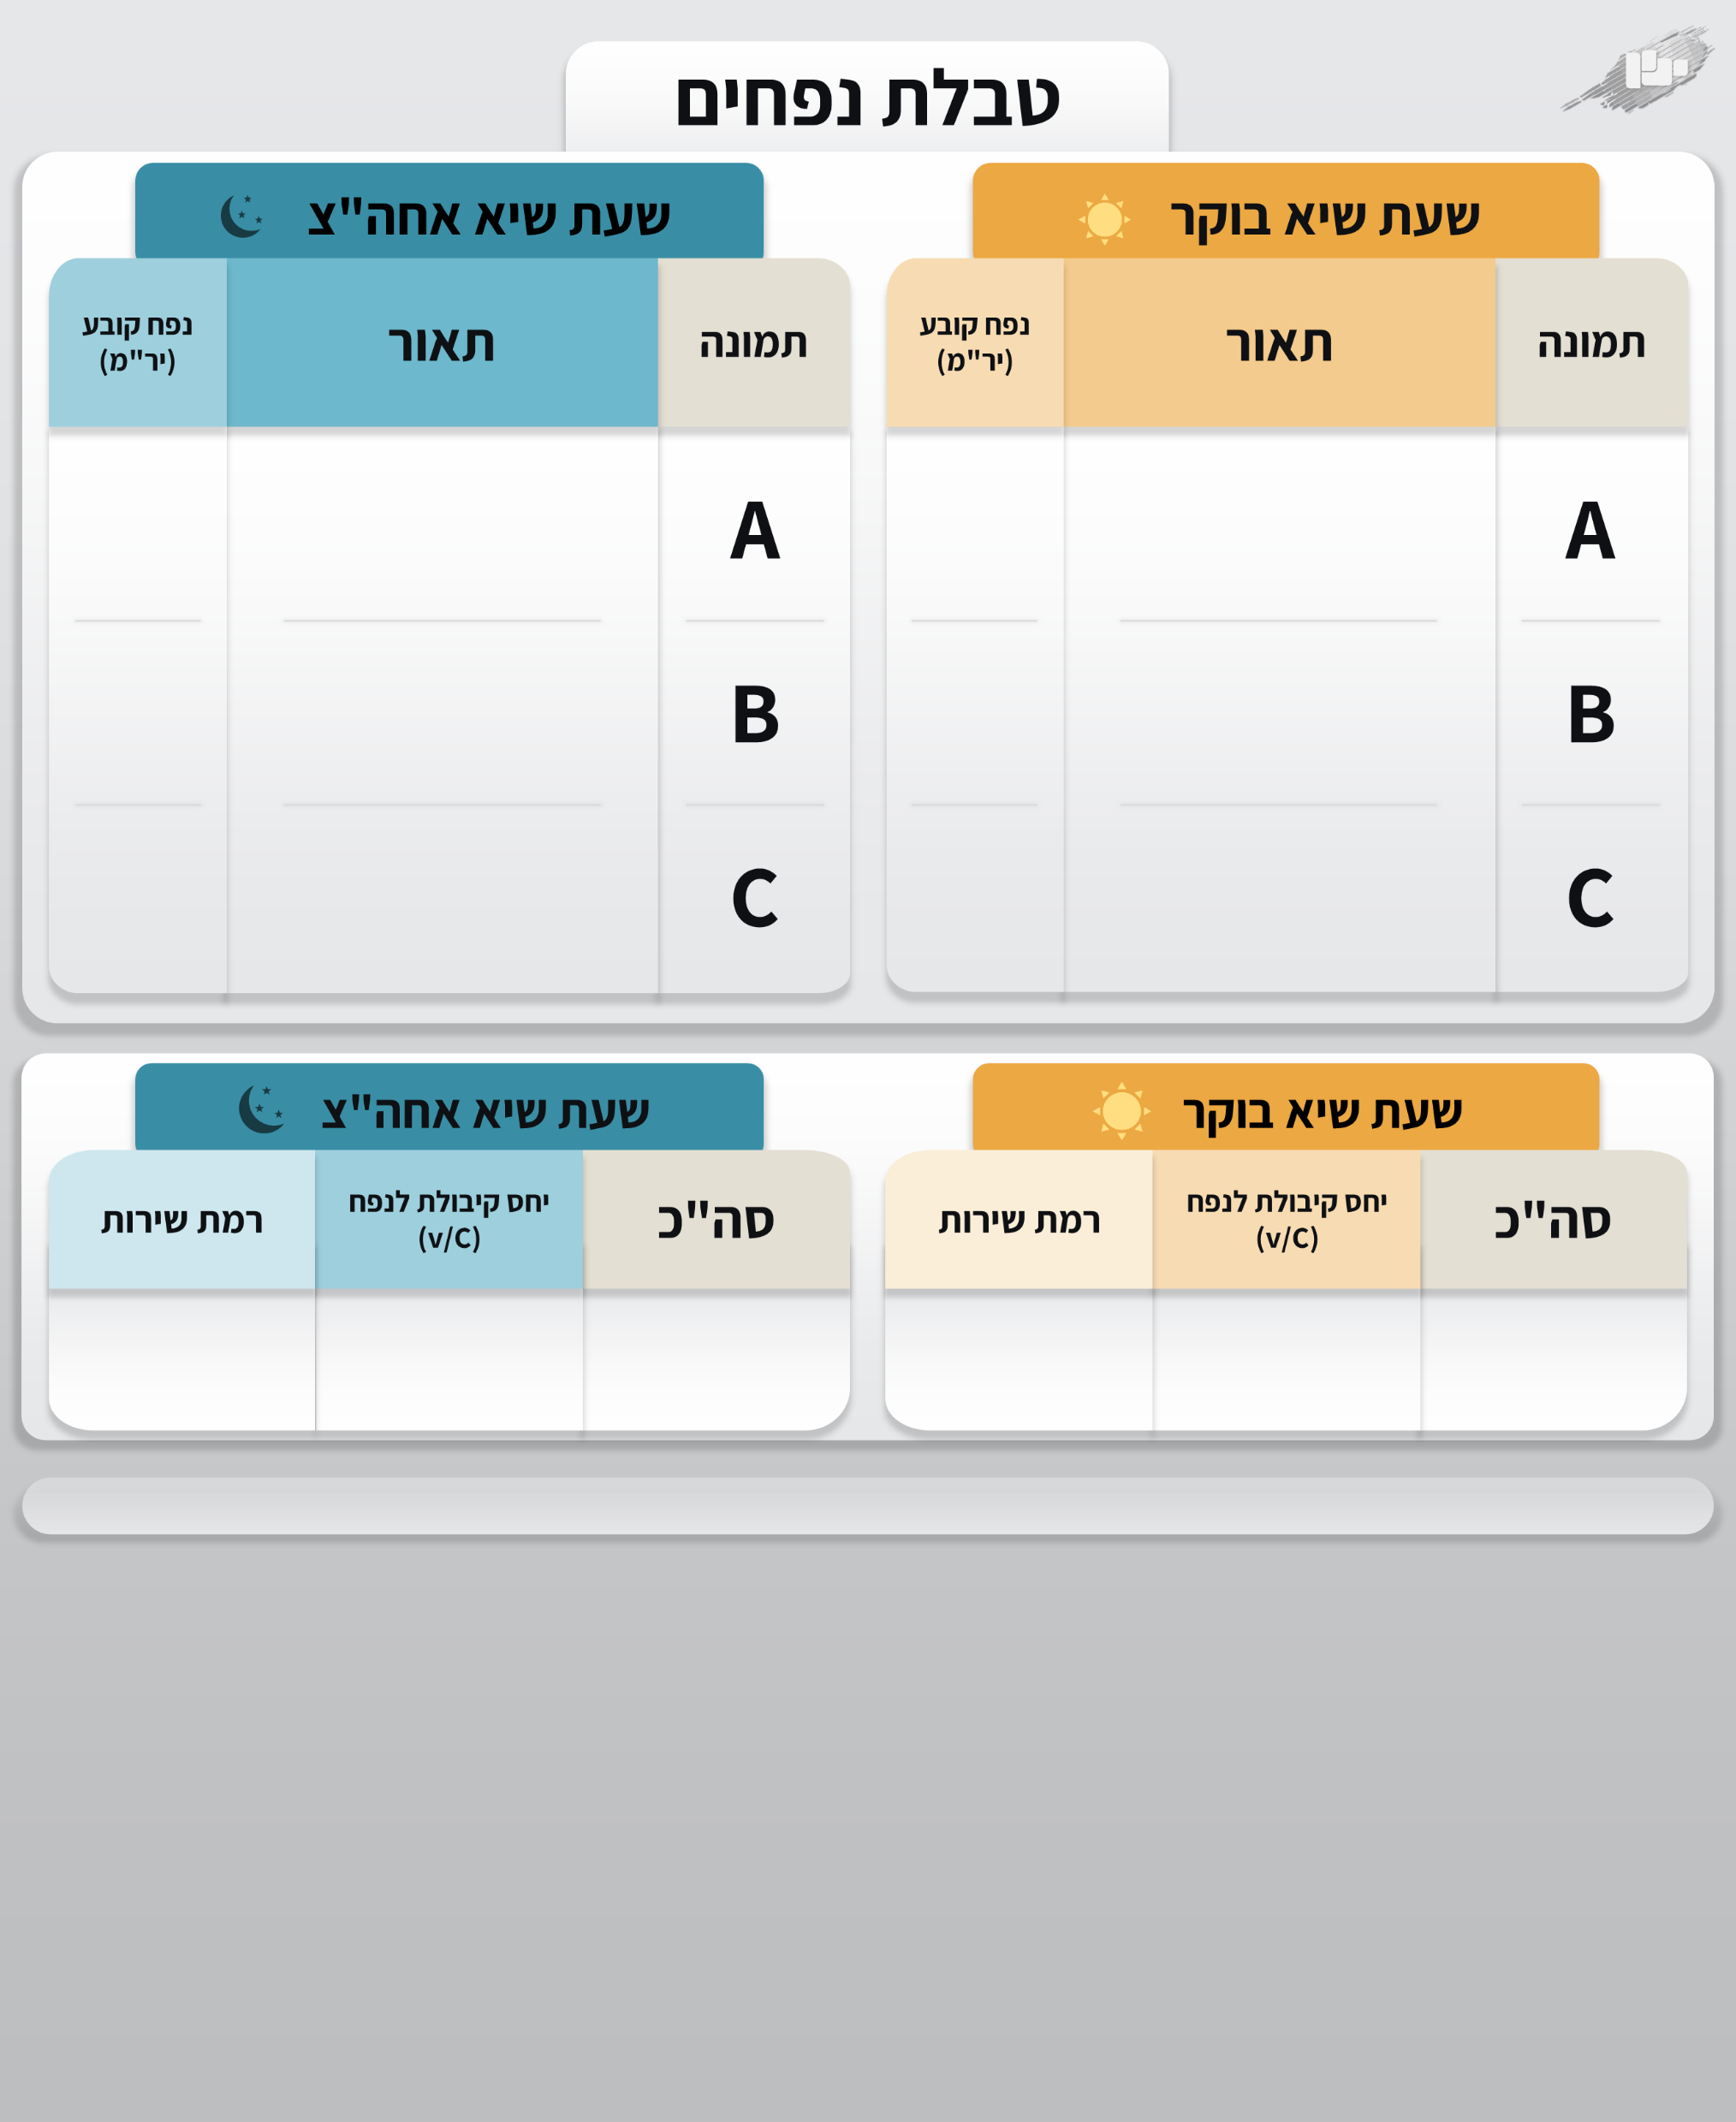 טבלת נפחים
שעת שיא בוקר
תמונה
תאור
נפח קובע
(יר"מ)
A
B
C
שעת שיא אחה"צ
תמונה
תאור
נפח קובע
(יר"מ)
A
B
C
שעת שיא בוקר
סה"כ
יחס קיבולת לנפח
(v/C)
רמת שירות
שעת שיא אחה"צ
סה"כ
יחס קיבולת לנפח
(v/C)
רמת שירות